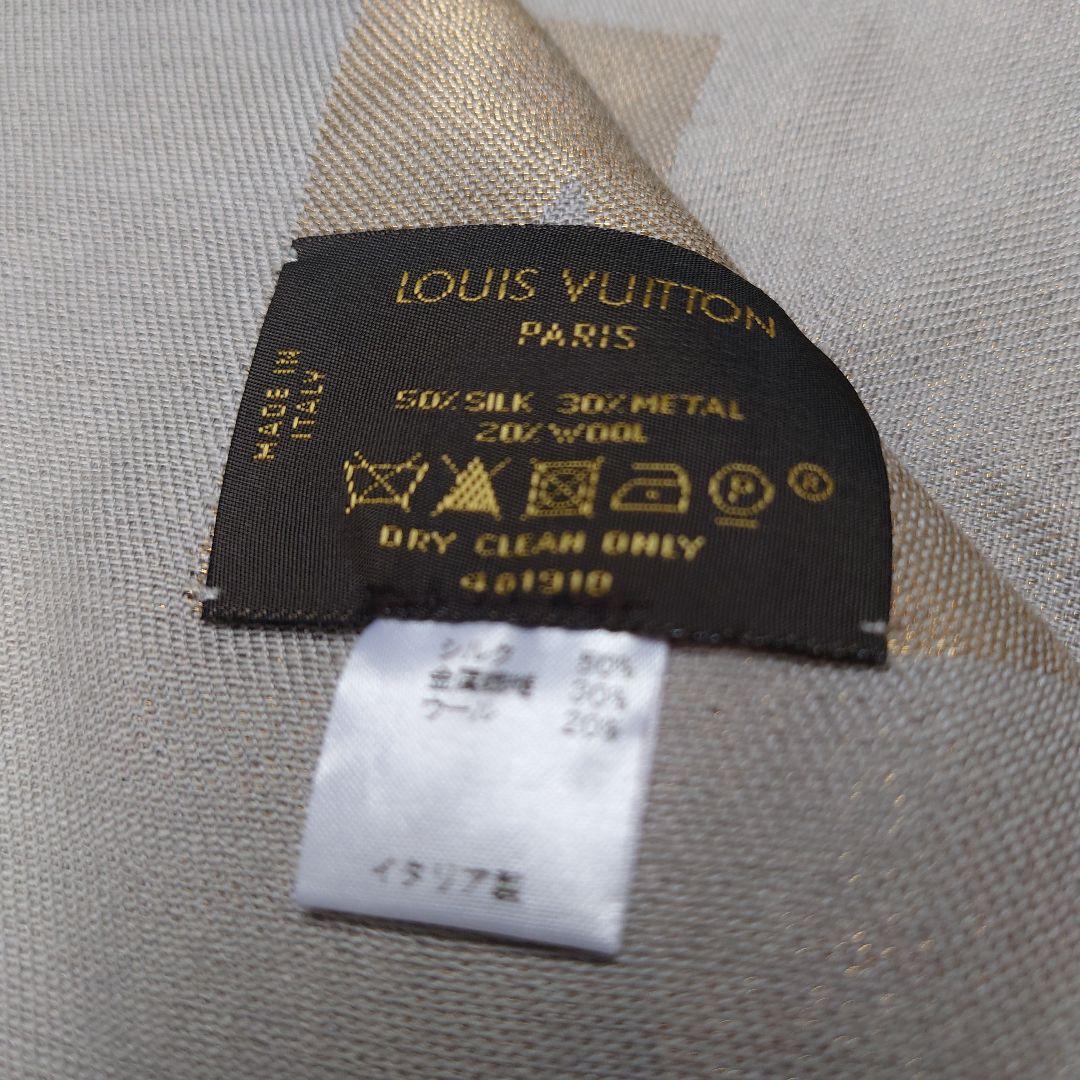 LOUIS VUITTON
PARIS
MADE IN
ITALY
50% SILK 30% METAL
20% WOOL
P
®
DRY CLEAN ONLY
401910
シルク 50%
金属繊維 30%
ウール 20%
イタリア製